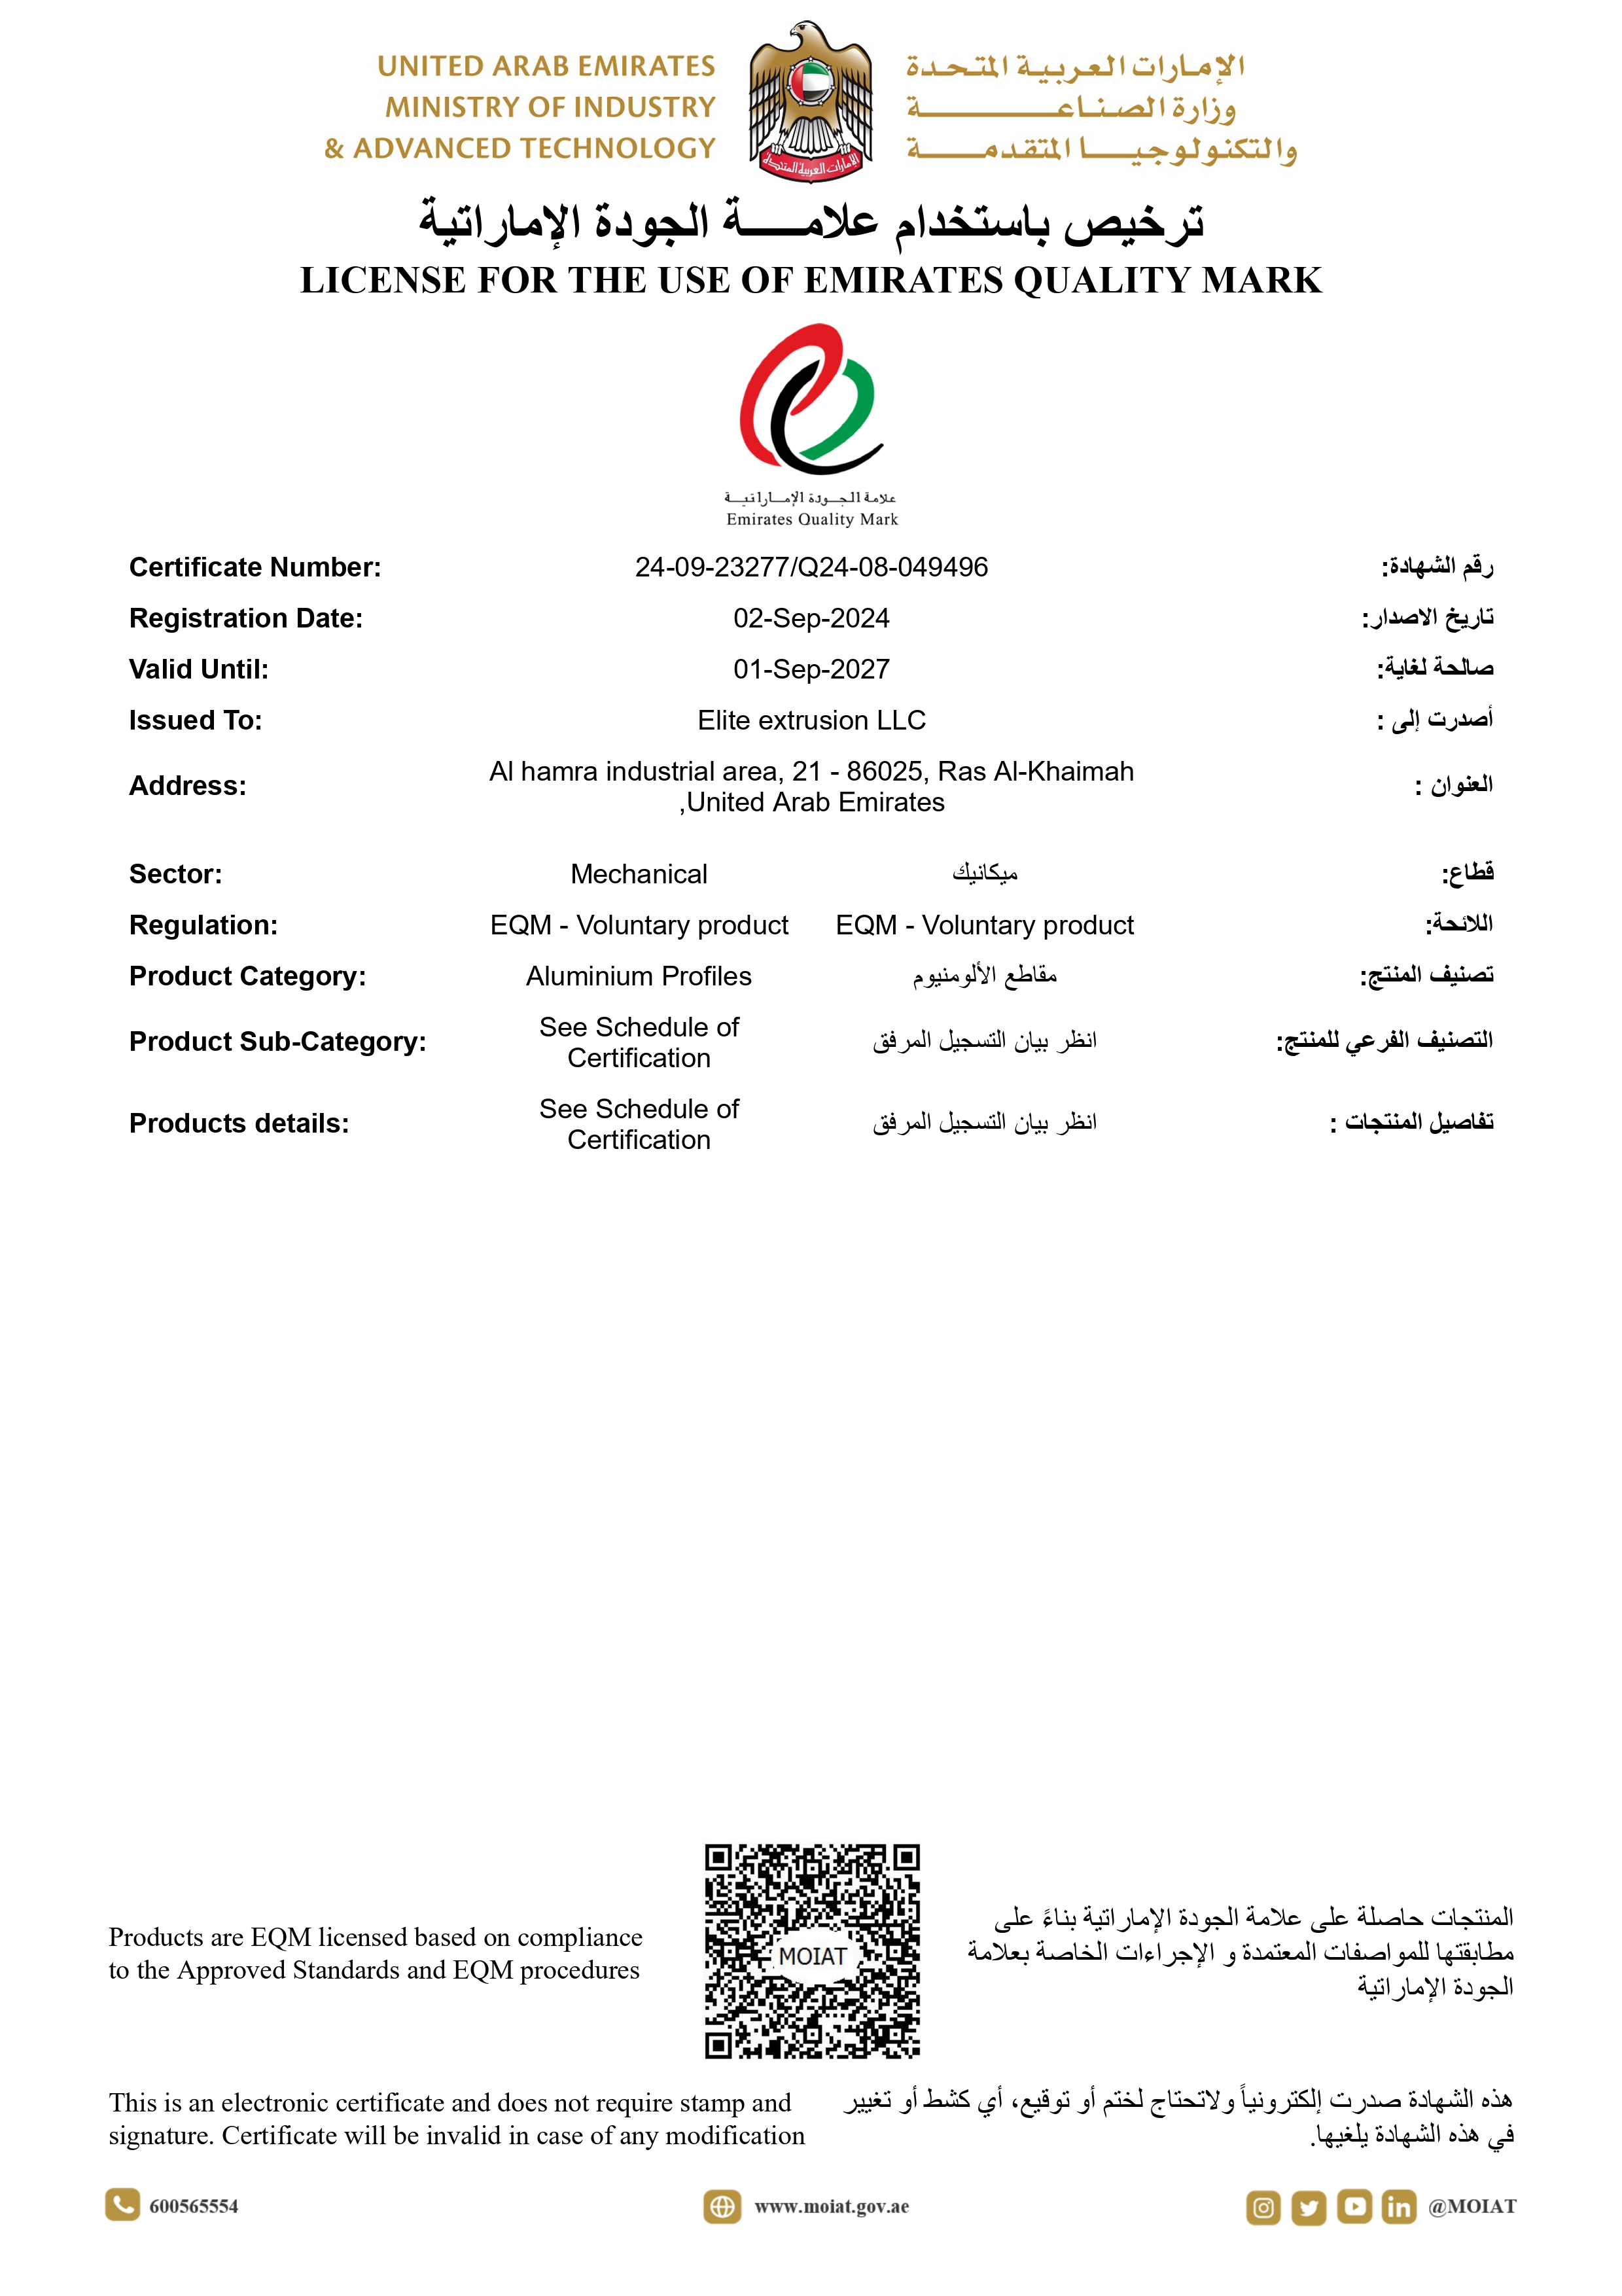 UNITED ARAB EMIRATES
MINISTRY OF INDUSTRY
& ADVANCED TECHNOLOGY
الإمارات العربية المتحدة
وزارة الصناعة
والتكنولوجيا المتقدمة
الإمارات العربية المتحدة
ترخيص باستخدام علامة الجودة الإماراتية
LICENSE FOR THE USE OF EMIRATES QUALITY MARK
علامة الجودة الإماراتية
Emirates Quality Mark
Certificate Number: 24-09-23277/Q24-08-049496 رقم الشهادة:
Registration Date: 02-Sep-2024 تاريخ الاصدار:
Valid Until: 01-Sep-2027 صالحة لغاية:
Issued To: Elite extrusion LLC أصدرت إلى :
Address: Al hamra industrial area, 21 - 86025, Ras Al-Khaimah العنوان :
,United Arab Emirates
Sector: Mechanical ميكانيك قطاع:
Regulation: EQM - Voluntary product EQM - Voluntary product اللائحة:
Product Category: Aluminium Profiles مقاطع الألومنيوم تصنيف المنتج:
Product Sub-Category: See Schedule of Certification انظر بيان التسجيل المرفق التصنيف الفرعي للمنتج:
Products details: See Schedule of Certification انظر بيان التسجيل المرفق تفاصيل المنتجات :
Products are EQM licensed based on compliance
to the Approved Standards and EQM procedures
MOIAT
المنتجات حاصلة على علامة الجودة الإماراتية بناءً على
مطابقتها للمواصفات المعتمدة و الإجراءات الخاصة بعلامة
الجودة الإماراتية
This is an electronic certificate and does not require stamp and
signature. Certificate will be invalid in case of any modification
هذه الشهادة صدرت إلكترونياً ولاتحتاج لختم أو توقيع، أي كشط أو تغيير
في هذه الشهادة يلغيها.
600565554
www.moiat.gov.ae
@MOIAT